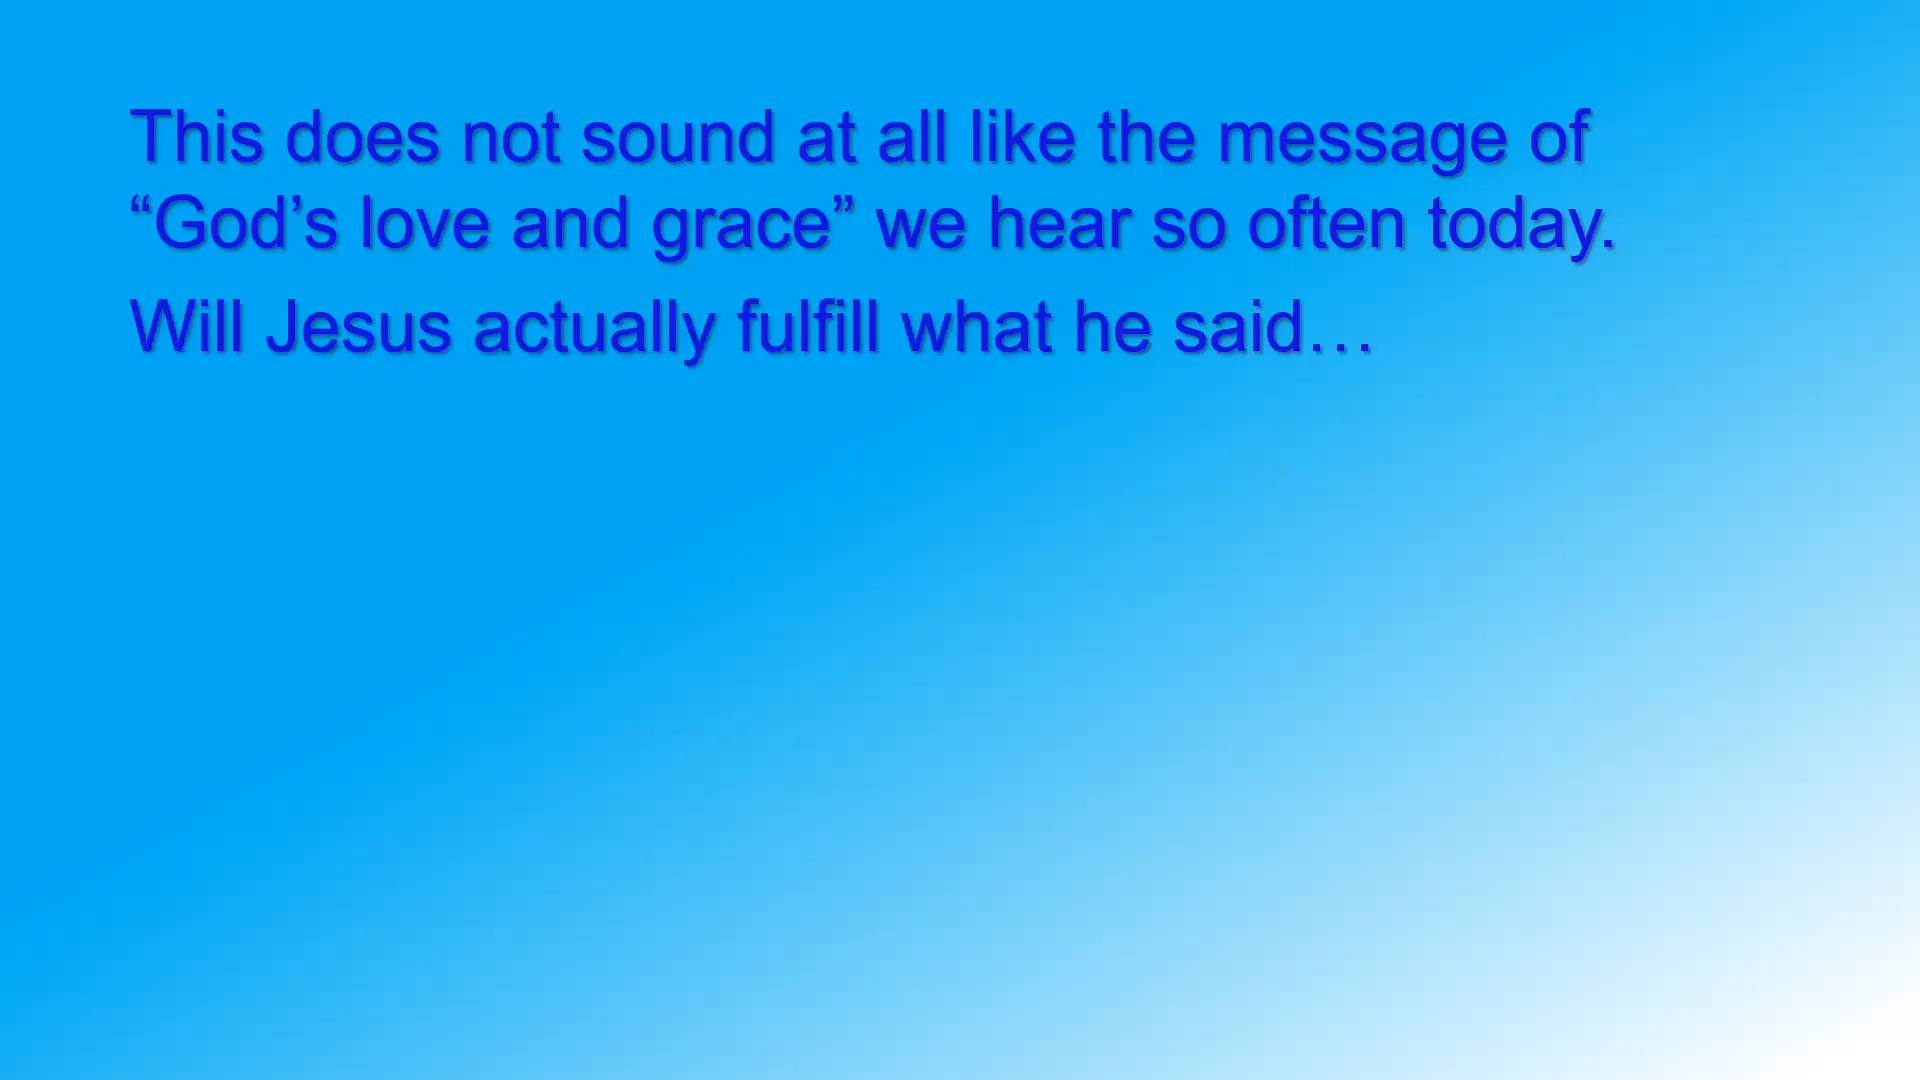 This does not sound at all like the message of
“God’s love and grace” we hear so often today.
Will Jesus actually fulfill what he said…